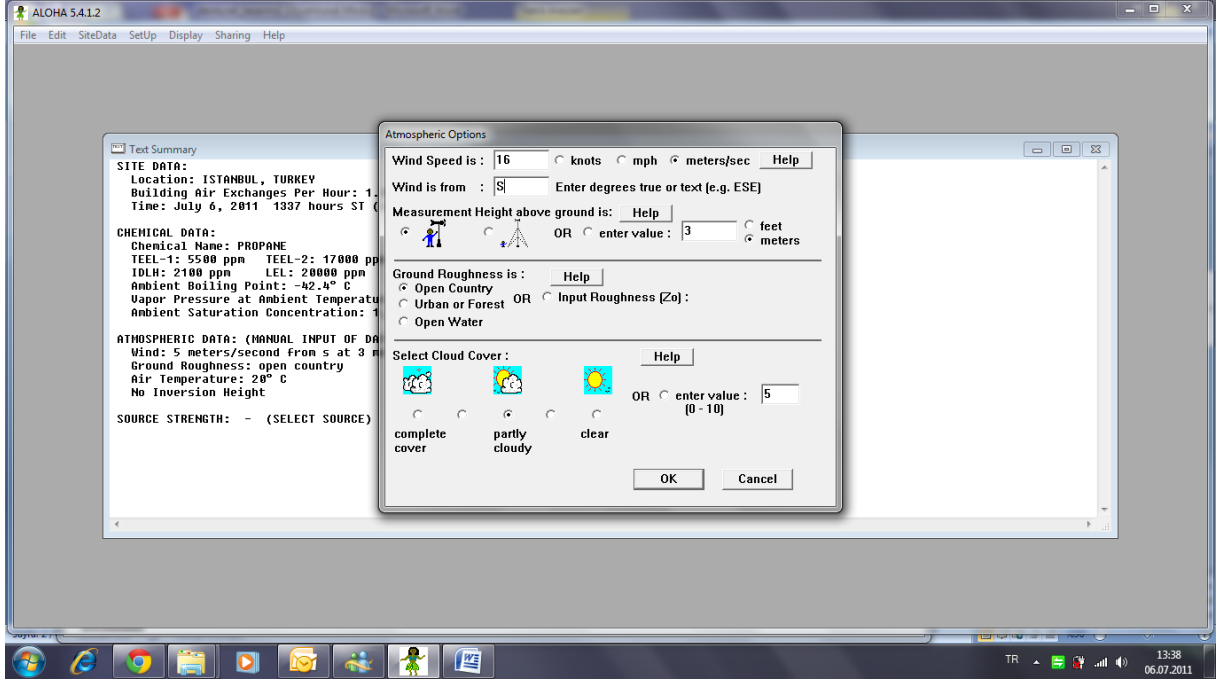 ALOHA 5.4.1.2
File Edit SiteData SetUp Display Sharing Help
Text Summary
SITE DATA:
Location: ISTANBUL, TURKEY
Building Air Exchanges Per Hour: 1.
Time: July 6, 2011 1337 hours ST (
CHEMICAL DATA:
Chemical Name: PROPANE
TEEL-1: 5500 ppm TEEL-2: 17000 pp
IDLH: 2100 ppm LEL: 20000 ppm
Ambient Boiling Point: -42.4° C
Vapor Pressure at Ambient Temperatu
Ambient Saturation Concentration: 1
ATMOSPHERIC DATA: (MANUAL INPUT OF DA
Wind: 5 meters/second from s at 3 m
Ground Roughness: open country
Air Temperature: 20° C
No Inversion Height
SOURCE STRENGTH: - (SELECT SOURCE)
Atmospheric Options
Wind Speed is : 16 knots mph meters/sec Help
Wind is from : S Enter degrees true or text (e.g. ESE)
Measurement Height above ground is: Help
OR enter value : 3 feet
meters
Ground Roughness is : Help
Open Country
Urban or Forest OR Input Roughness (Zo) :
Open Water
Select Cloud Cover : Help
OR enter value : 5
(0 - 10)
complete cover
partly cloudy
clear
OK Cancel
TR
13:38
06.07.2011